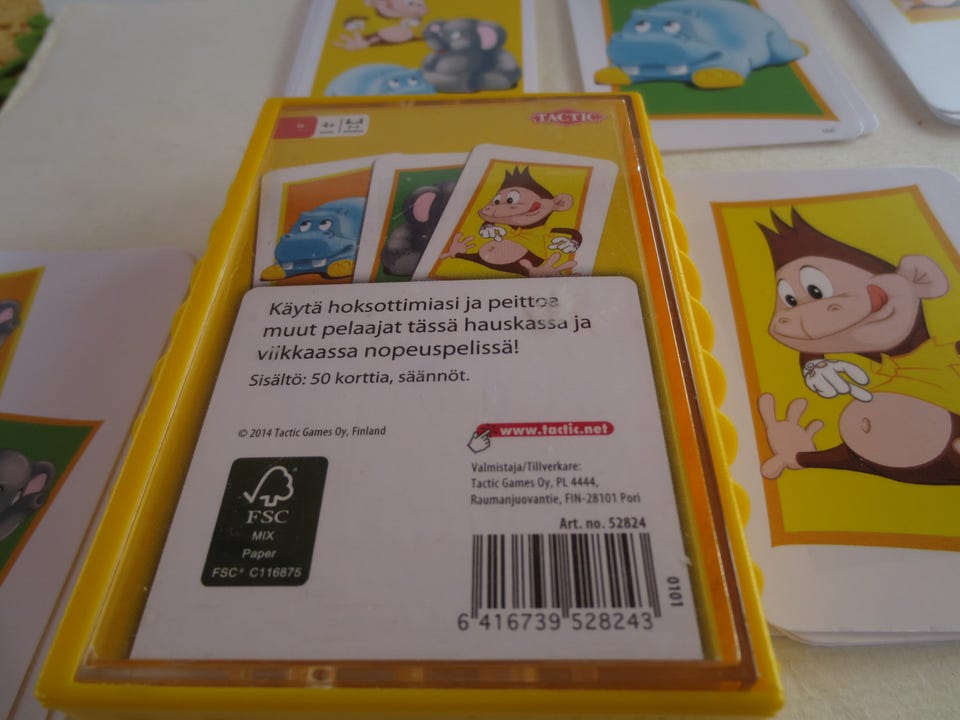 4+
TACTIC
Käytä hoksottimiasi ja peittoa
muut pelaajat tässä hauskassa ja
viikkaassa nopeuspelissä!
Sisältö: 50 korttia, säännöt.
© 2014 Tactic Games Oy, Finland
www.tactic.net
Valmistaja/Tillverkare:
Tactic Games Oy, PL 4444,
Raumanjuovantie, FIN-28101 Pori
FSC
MIX
Paper
FSC® C116875
Art. no. 52824
0101
6 416739 528243